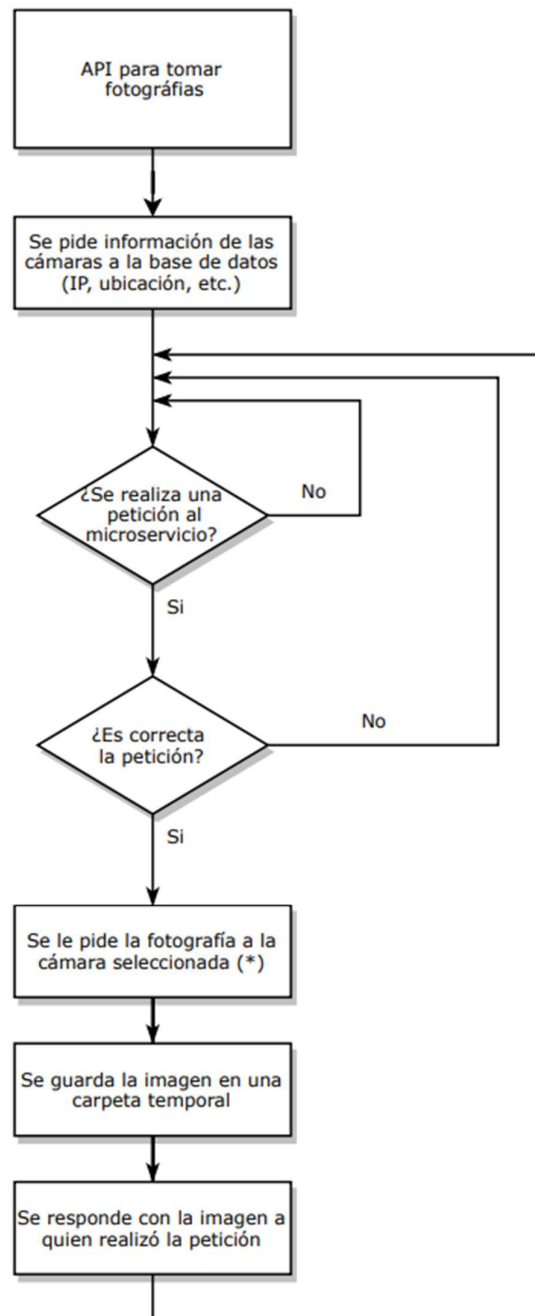 API para tomar
fotográfias
Se pide información de las
cámaras a la base de datos
(IP, ubicación, etc.)
¿Se realiza una
petición al
microservicio?
No
Si
¿Es correcta
la petición?
No
Si
Se le pide la fotografía a la
cámara seleccionada (*)
Se guarda la imagen en una
carpeta temporal
Se responde con la imagen a
quien realizó la petición